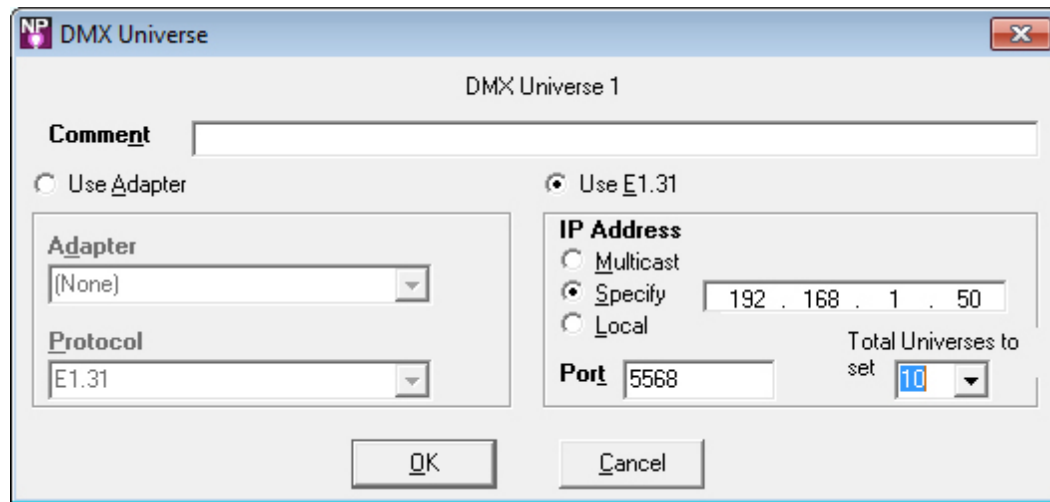 NP DMX Universe
DMX Universe 1
Comment
Use Adapter
Use E1.31
Adapter
(None)
Protocol
E1.31
IP Address
Multicast
Specify 192 . 168 . 1 . 50
Local
Total Universes to
set 10
Port 5568
OK Cancel